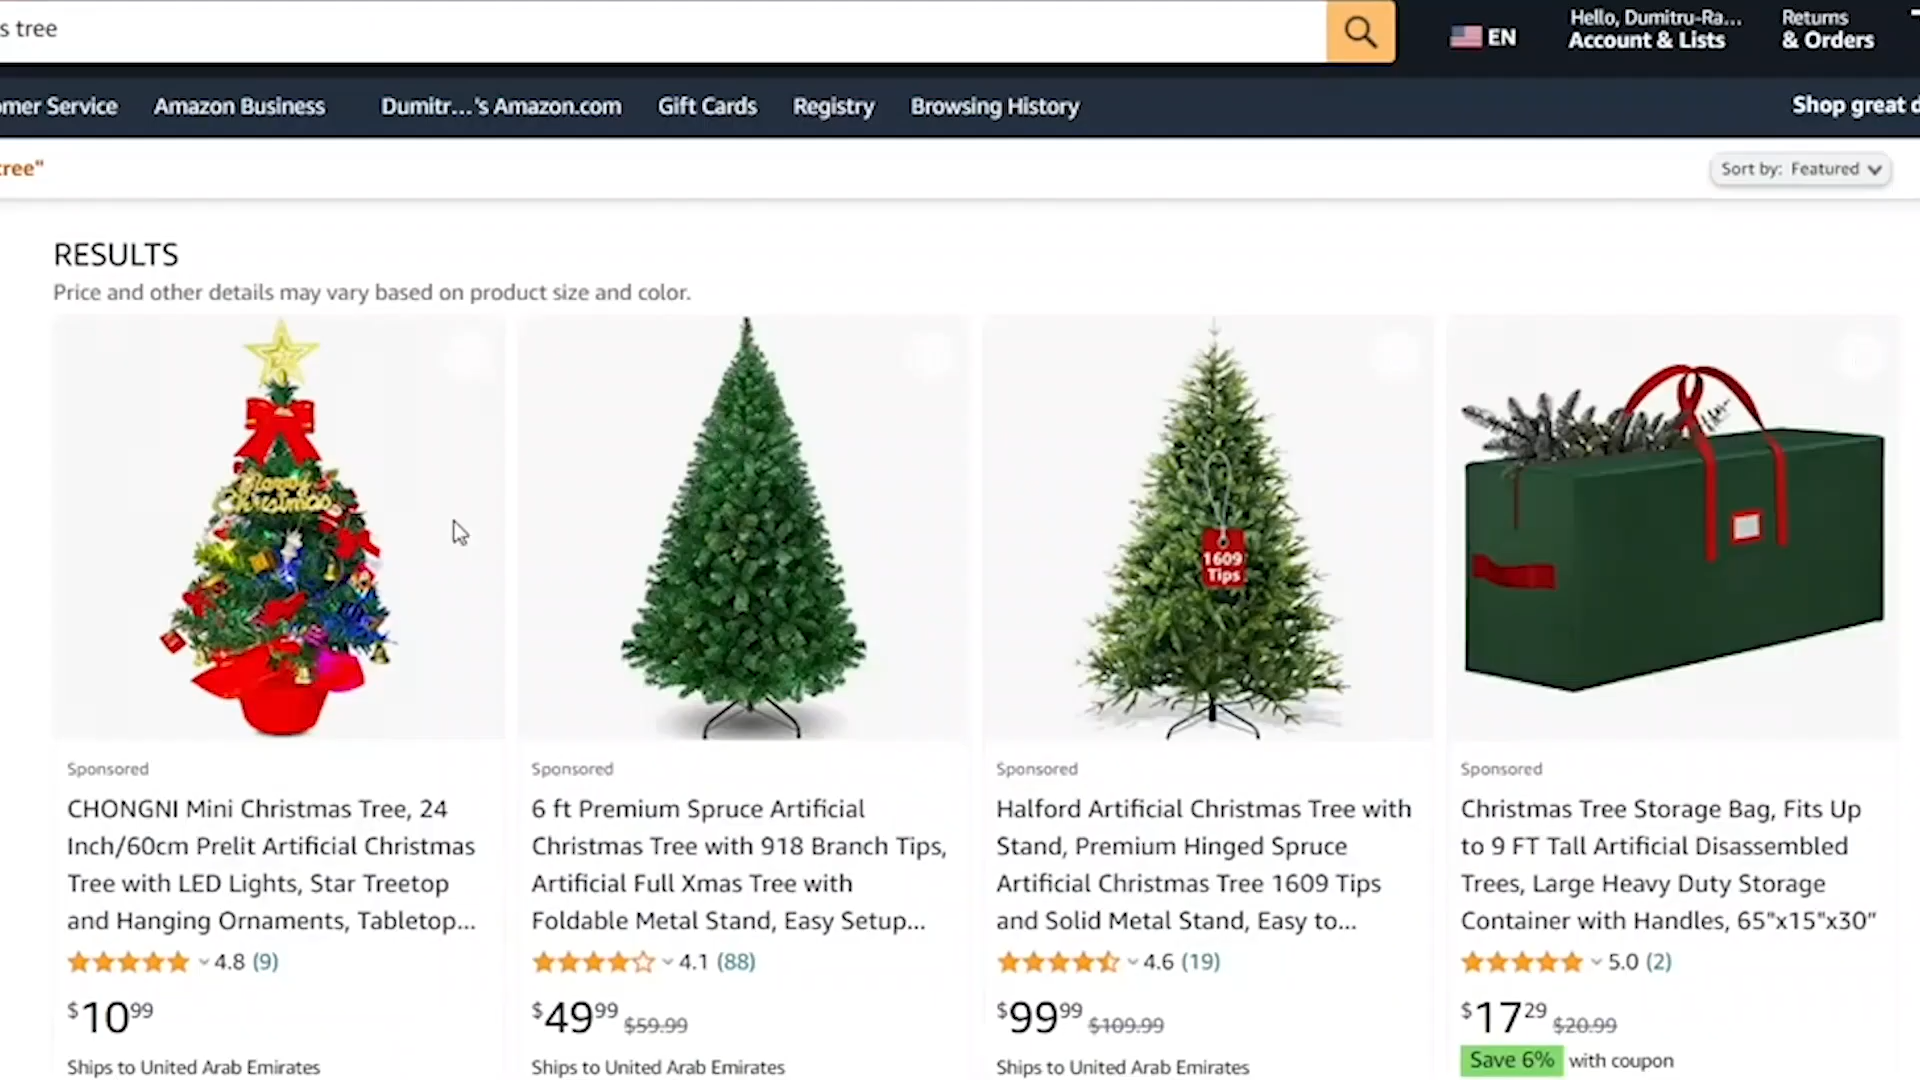 s tree
EN
Hello, Dumitru-Ra...
Account & Lists
Returns
& Orders
omer Service
Amazon Business
Dumitr... 's Amazon.com
Gift Cards
Registry
Browsing History
Shop great d
tree"
Sort by: Featured
RESULTS
Price and other details may vary based on product size and color.
Merry
Christmas
1609
Tips
Sponsored
CHONGNI Mini Christmas Tree, 24
Inch/60cm Prelit Artificial Christmas
Tree with LED Lights, Star Treetop
and Hanging Ornaments, Tabletop...
4.8 (9)
$10.99
Ships to United Arab Emirates
Sponsored
6 ft Premium Spruce Artificial
Christmas Tree with 918 Branch Tips,
Artificial Full Xmas Tree with
Foldable Metal Stand, Easy Setup...
4.1 (88)
$49.99 $59.99
Ships to United Arab Emirates
Sponsored
Halford Artificial Christmas Tree with
Stand, Premium Hinged Spruce
Artificial Christmas Tree 1609 Tips
and Solid Metal Stand, Easy to...
4.6 (19)
$99.99 $109.99
Ships to United Arab Emirates
Sponsored
Christmas Tree Storage Bag, Fits Up
to 9 FT Tall Artificial Disassembled
Trees, Large Heavy Duty Storage
Container with Handles, 65"x15"x30"
5.0 (2)
$17.29 $20.99
Save 6% with coupon